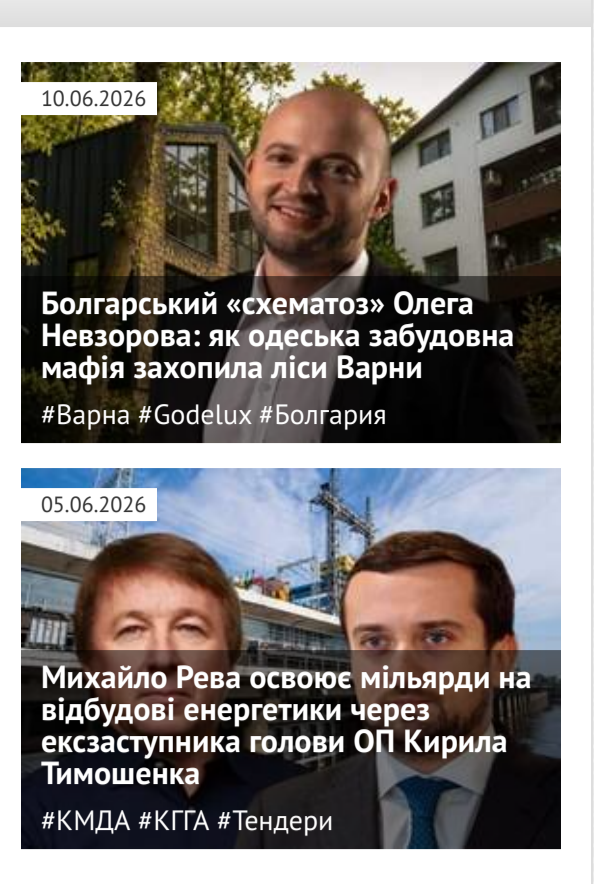 10.06.2026
Болгарський «схематоз» Олега
Невзорова: як одеська забудовна
мафія захопила ліси Варни
#Варна #Godelux #Болгария
05.06.2026
Михайло Рева освоює мільярди на
відбудові енергетики через
ексзаступника голови ОП Кирила
Тимошенка
#КМДА #КГГА #Тендери